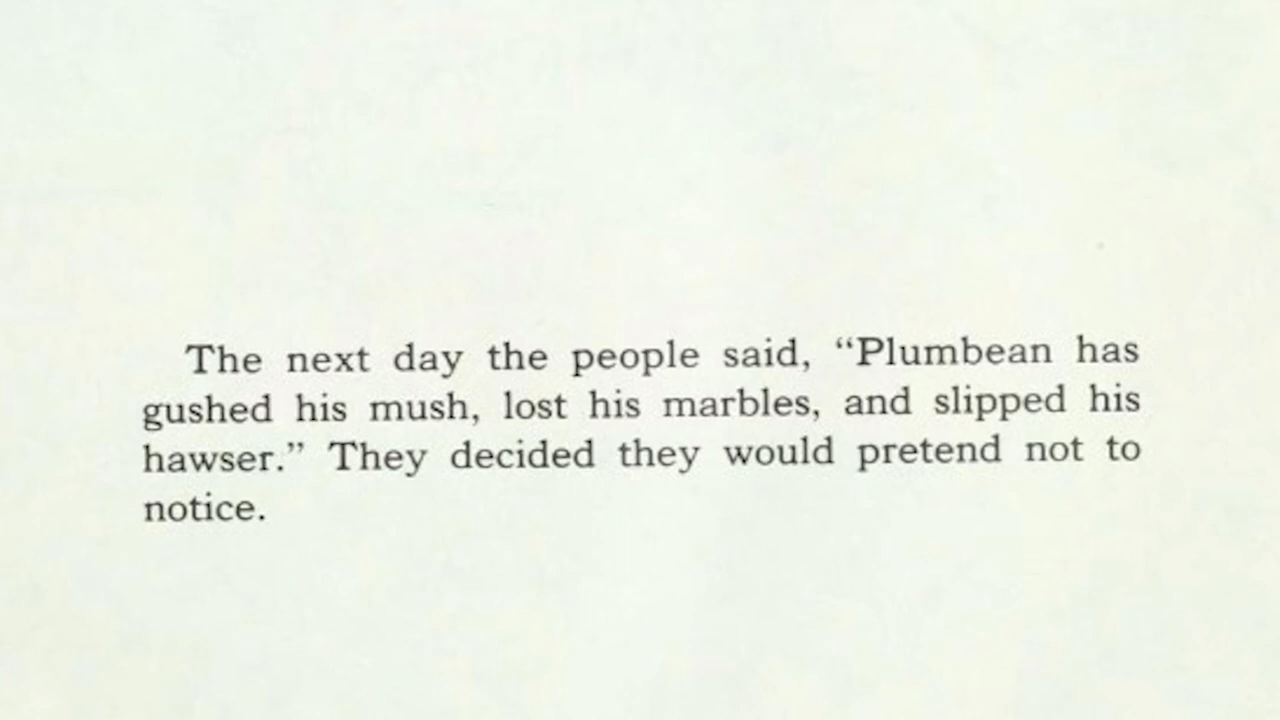 The next day the people said, “Plumbean has
gushed his mush, lost his marbles, and slipped his
hawser.” They decided they would pretend not to
notice.